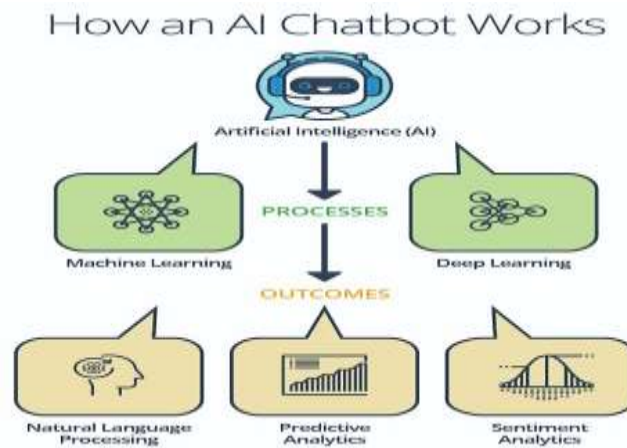 How an AI Chatbot Works
Artificial Intelligence (AI)
PROCESSES
Machine Learning
Deep Learning
OUTCOMES
Natural Language
Processing
Predictive
Analytics
Sentiment
Analytics